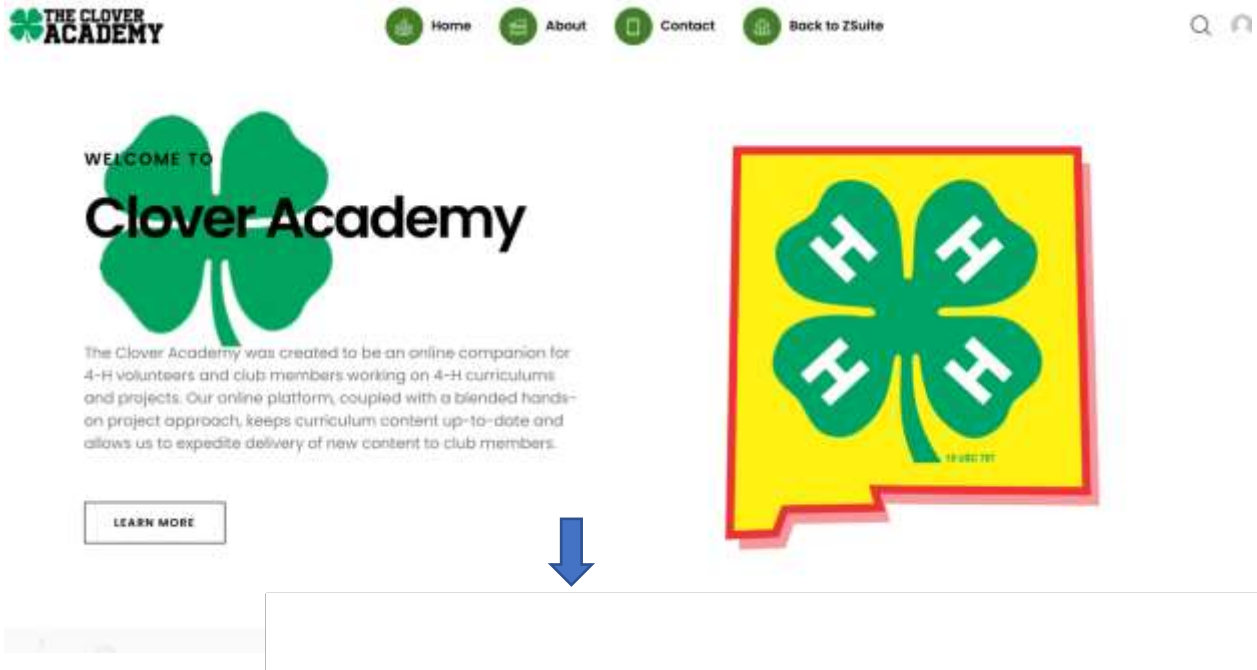 THE CLOVER
ACADEMY
Home
About
Contact
Back to ZSuite
WELCOME TO
Clover Academy
The Clover Academy was created to be an online companion for
4-H volunteers and club members working on 4-H curriculums
and projects. Our online platform, coupled with a blended hands-
on project approach, keeps curriculum content up-to-date and
allows us to expedite delivery of new content to club members.
LEARN MORE
H H
H H
18 USC 707